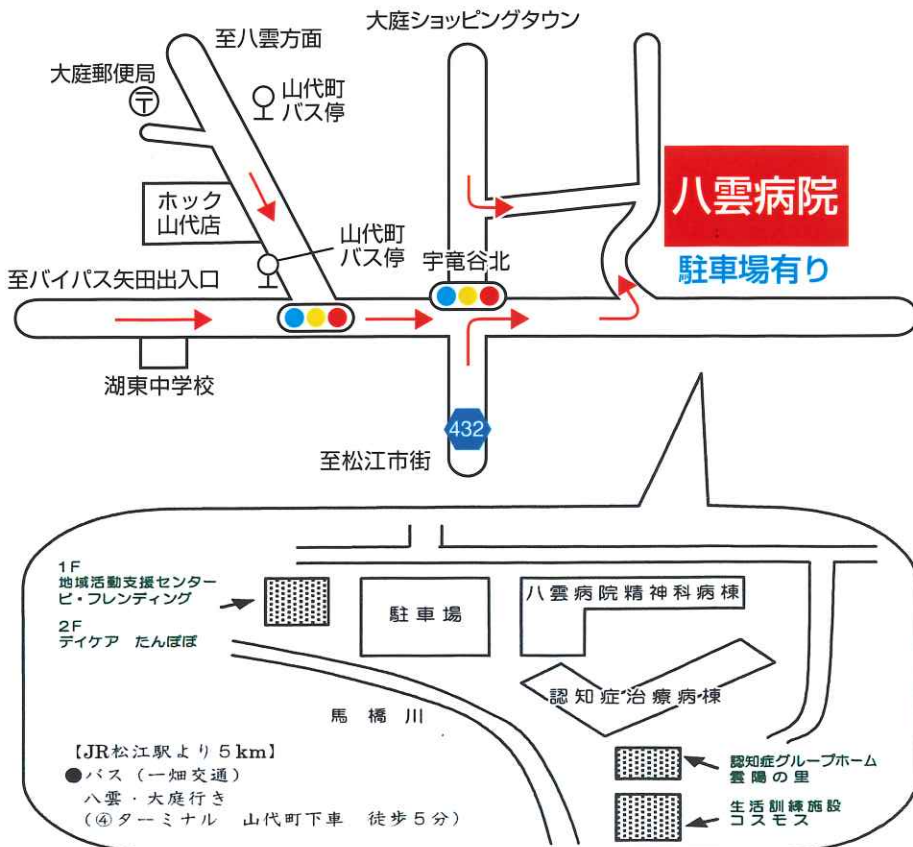 大庭ショッピングタウン
至八雲方面
大庭郵便局
〒
山代町
バス停
ホック
山代店
山代町
バス停
宇竜谷北
至バイパス矢田出入口
八雲病院
駐車場有り
湖東中学校
432
至松江市街
1F
地域活動支援センター
ビ・フレンディング
2F
デイケア たんぽぽ
駐車場
八雲病院精神科病棟
認知症治療病棟
馬橋川
【JR松江駅より5km】
●バス(一畑交通)
八雲・大庭行き
(④ターミナル 山代町下車 徒歩5分)
認知症グループホーム
雲陽の里
生活訓練施設
コスモス